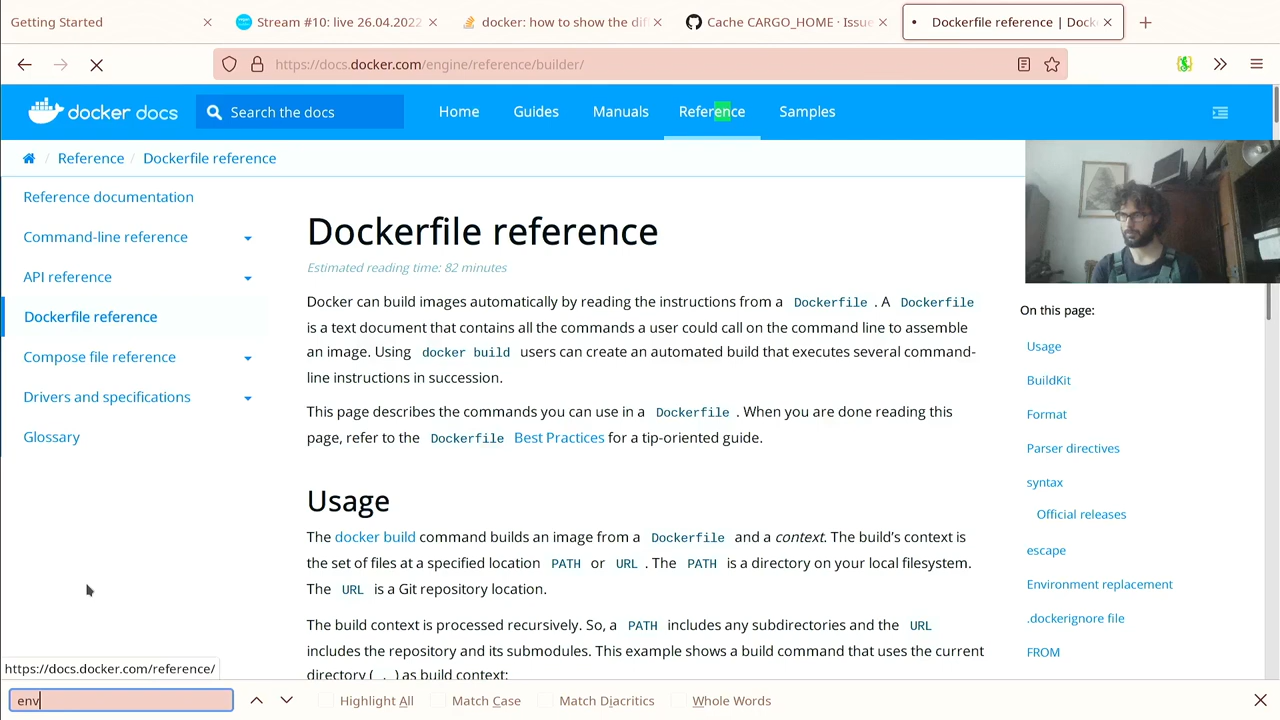 Getting Started
Stream #10: live 26.04.2022
docker: how to show the dif
Cache CARGO_HOME · Issue
Dockerfile reference | Dock
https://docs.docker.com/engine/reference/builder/
docker docs
Search the docs
Home
Guides
Manuals
Reference
Samples
Reference
/
Dockerfile reference
Reference documentation
Command-line reference
API reference
Dockerfile reference
Compose file reference
Drivers and specifications
Glossary
Dockerfile reference
Estimated reading time: 82 minutes
Docker can build images automatically by reading the instructions from a Dockerfile . A Dockerfile
is a text document that contains all the commands a user could call on the command line to assemble
an image. Using docker build users can create an automated build that executes several command-
line instructions in succession.
This page describes the commands you can use in a Dockerfile . When you are done reading this
page, refer to the Dockerfile Best Practices for a tip-oriented guide.
Usage
The docker build command builds an image from a Dockerfile and a context. The build’s context is
the set of files at a specified location PATH or URL . The PATH is a directory on your local filesystem.
The URL is a Git repository location.
The build context is processed recursively. So, a PATH includes any subdirectories and the URL
includes the repository and its submodules. This example shows a build command that uses the current
directory ( . ) as build context:
On this page:
Usage
BuildKit
Format
Parser directives
syntax
Official releases
escape
Environment replacement
.dockerignore file
FROM
https://docs.docker.com/reference/
env
Highlight All
Match Case
Match Diacritics
Whole Words